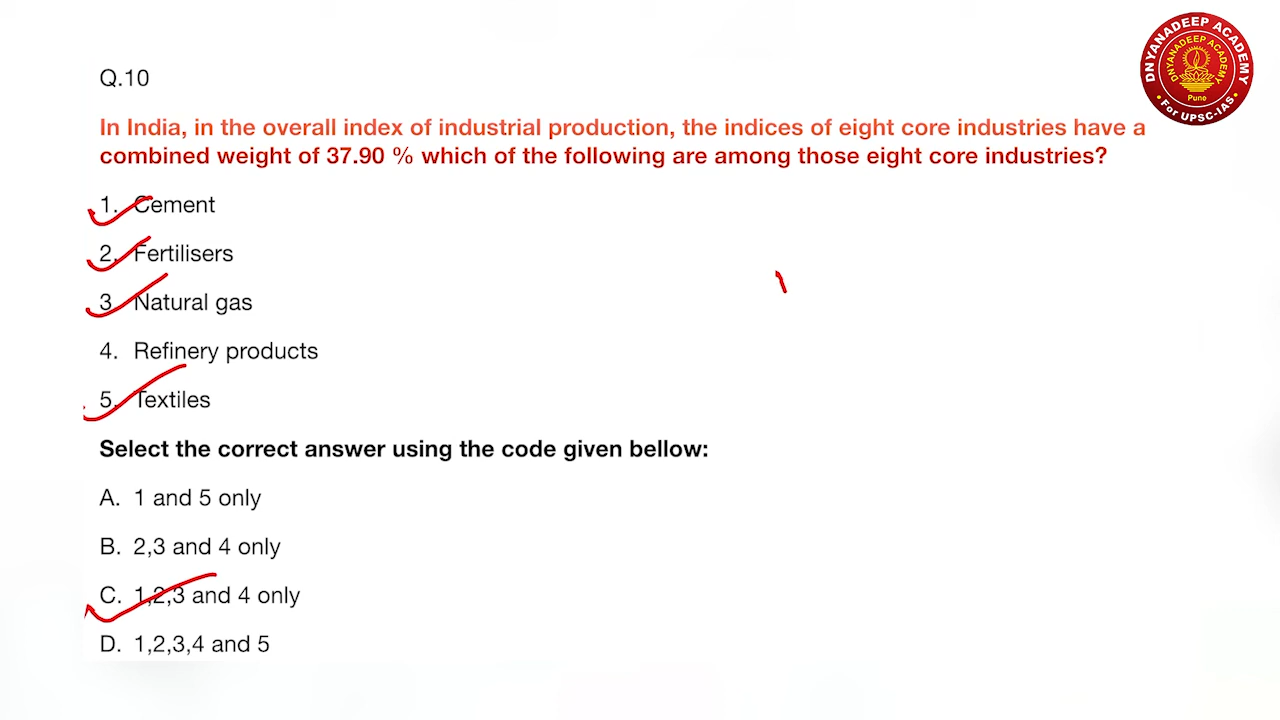 DNYANADEEP ACADEMY
DNYANADEEP ACADEMY
Pune
For UPSC-IAS
Q.10
In India, in the overall index of industrial production, the indices of eight core industries have a
combined weight of 37.90 % which of the following are among those eight core industries?
1. Cement
2. Fertilisers
3. Natural gas
4. Refinery products
5. Textiles
Select the correct answer using the code given bellow:
A. 1 and 5 only
B. 2,3 and 4 only
C. 1,2,3 and 4 only
D. 1,2,3,4 and 5